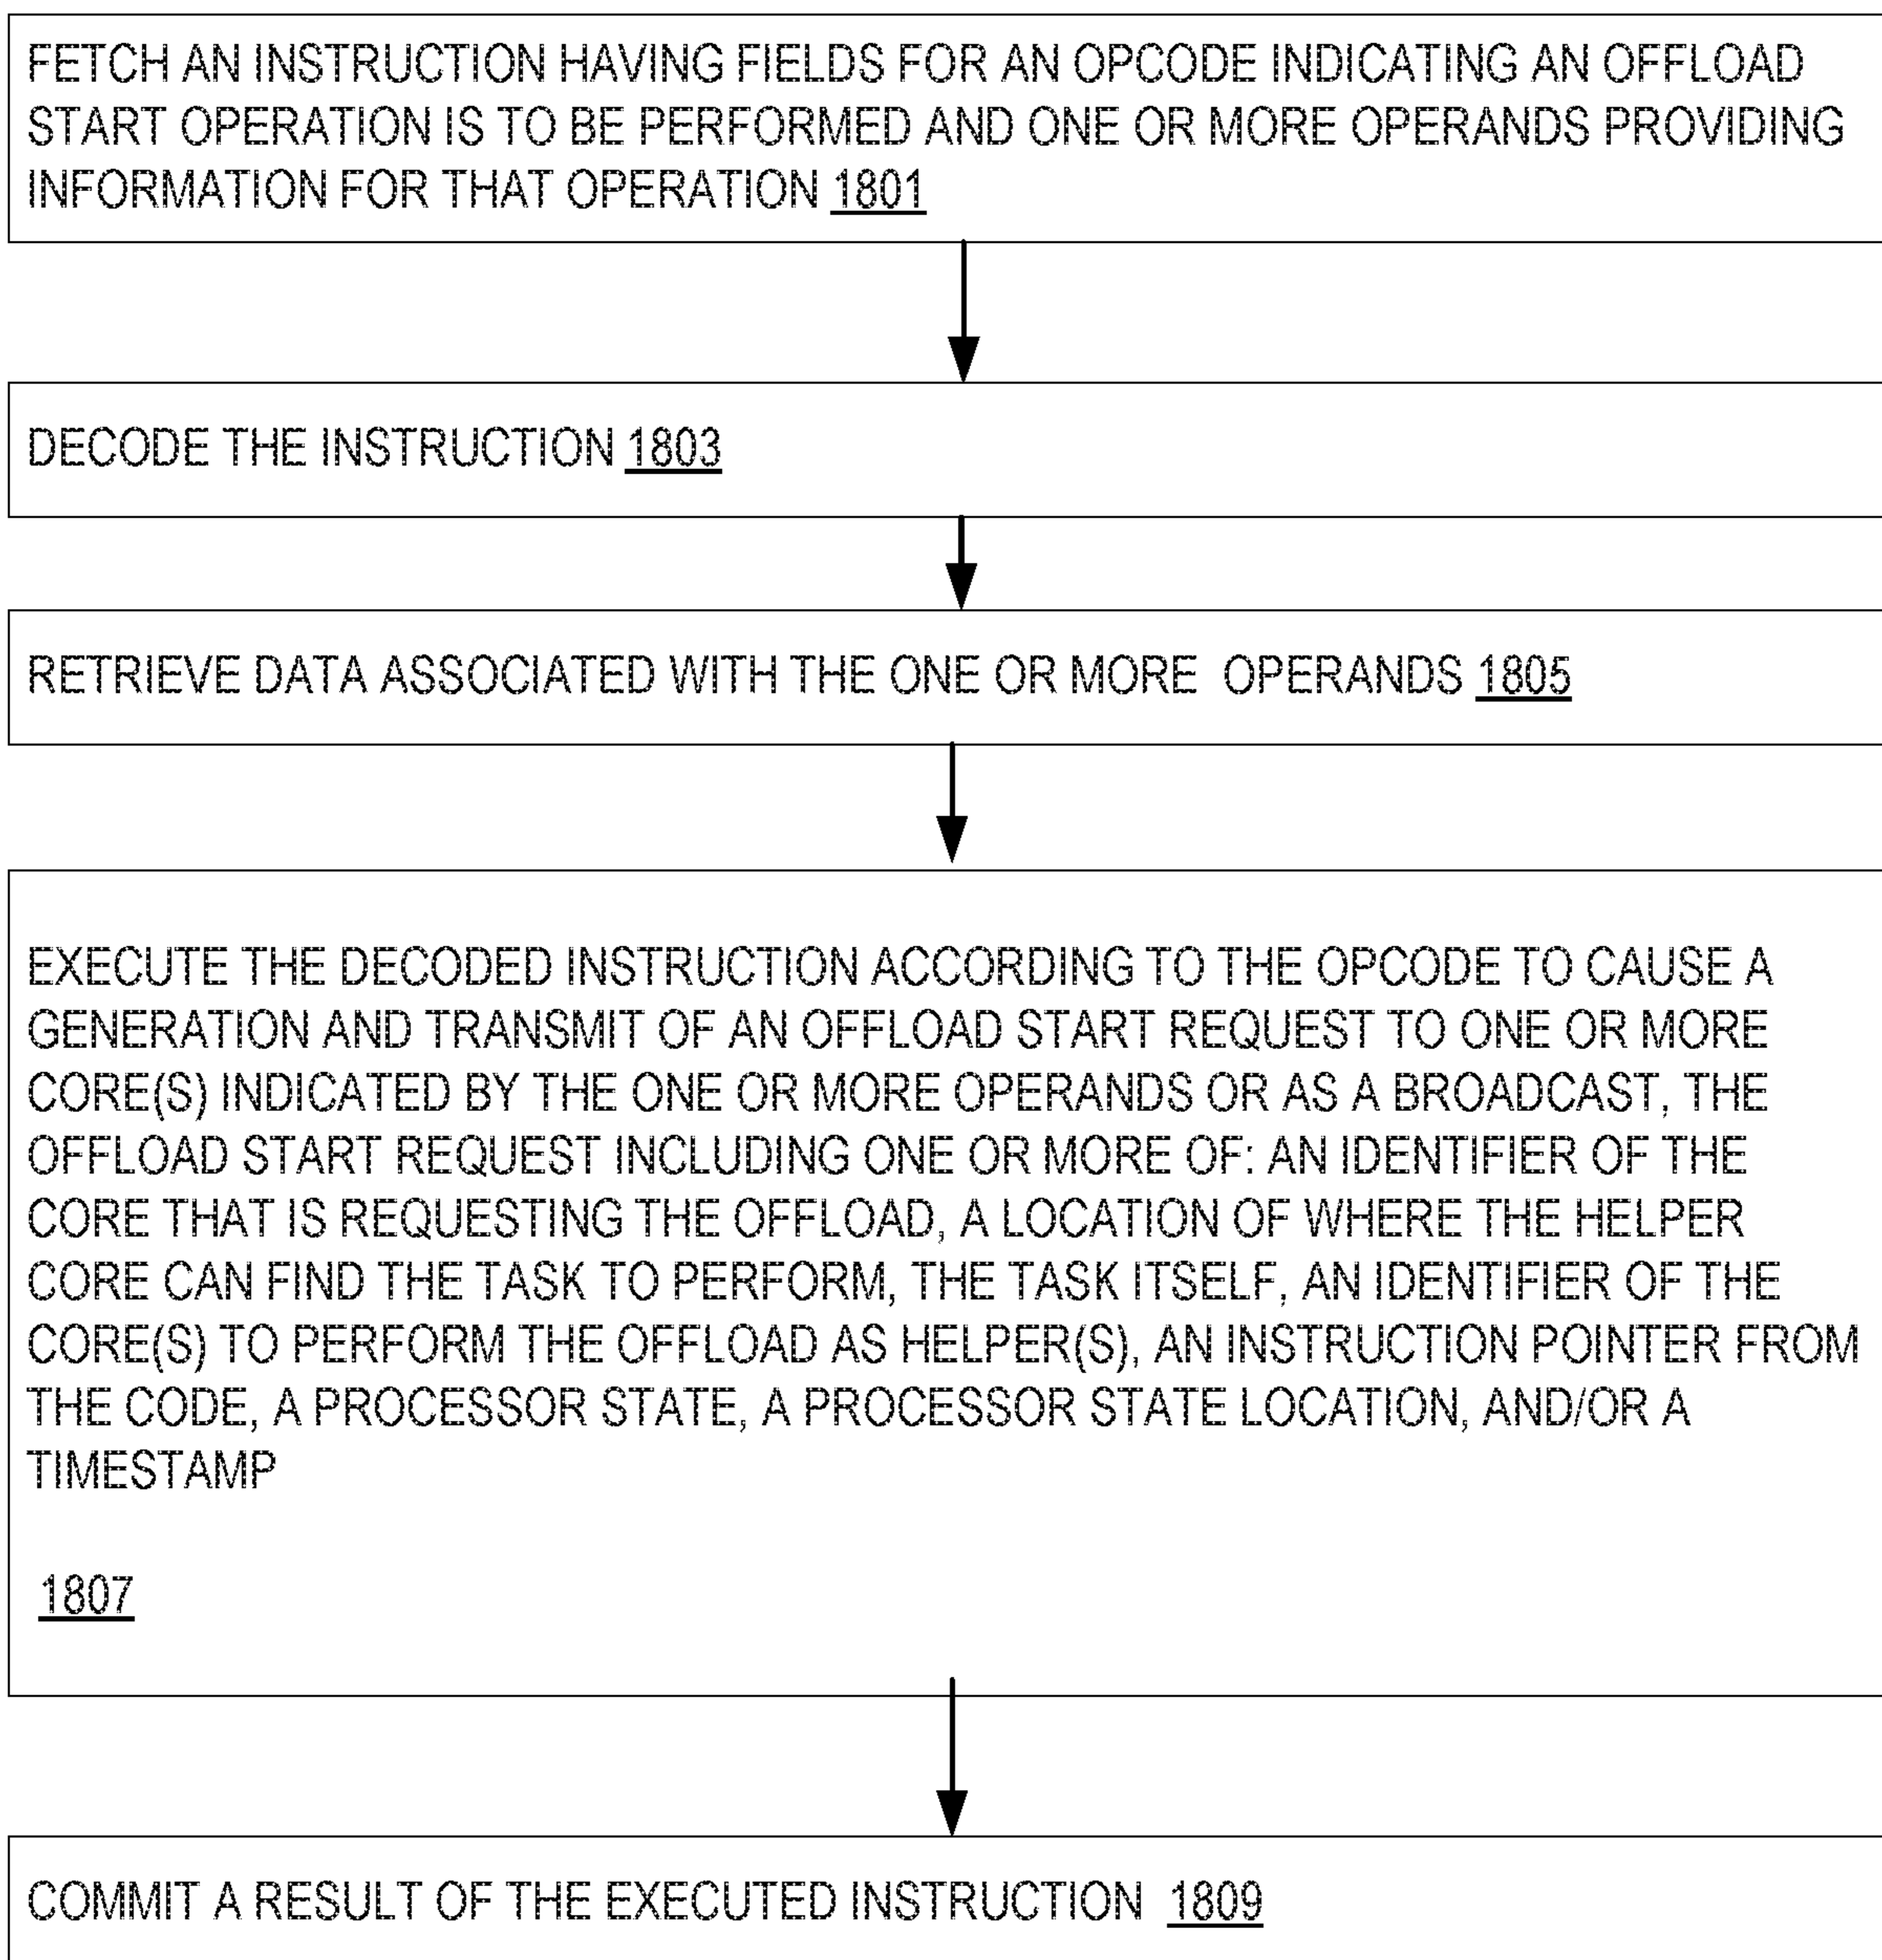 FETCH AN INSTRUCTION HAVING FIELDS FOR AN OPCODE INDICATING AN OFFLOAD
START OPERATION IS TO BE PERFORMED AND ONE OR MORE OPERANDS PROVIDING
INFORMATION FOR THAT OPERATION 1801
DECODE THE INSTRUCTION 1803
RETRIEVE DATA ASSOCIATED WITH THE ONE OR MORE OPERANDS 1805
EXECUTE THE DECODED INSTRUCTION ACCORDING TO THE OPCODE TO CAUSE A
GENERATION AND TRANSMIT OF AN OFFLOAD START REQUEST TO ONE OR MORE
CORE(S) INDICATED BY THE ONE OR MORE OPERANDS OR AS A BROADCAST, THE
OFFLOAD START REQUEST INCLUDING ONE OR MORE OF: AN IDENTIFIER OF THE
CORE THAT IS REQUESTING THE OFFLOAD, A LOCATION OF WHERE THE HELPER
CORE CAN FIND THE TASK TO PERFORM, THE TASK ITSELF, AN IDENTIFIER OF THE
CORE(S) TO PERFORM THE OFFLOAD AS HELPER(S), AN INSTRUCTION POINTER FROM
THE CODE, A PROCESSOR STATE, A PROCESSOR STATE LOCATION, AND/OR A
TIMESTAMP
1807
COMMIT A RESULT OF THE EXECUTED INSTRUCTION 1809